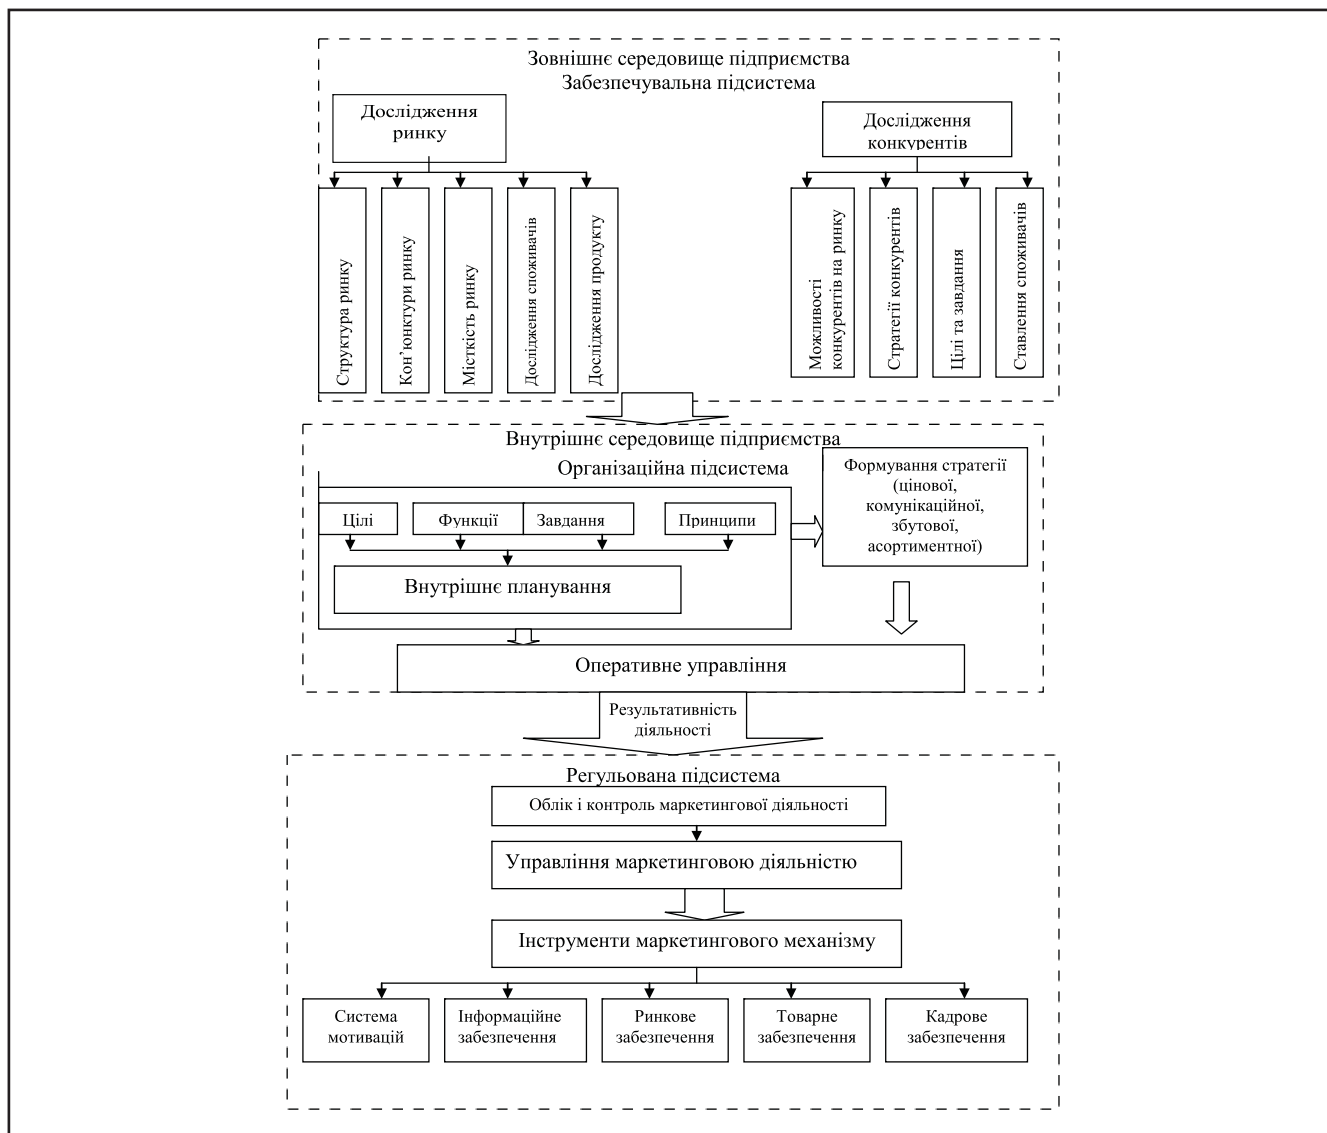 Зовнішнє середовище підприємства
Забезпечувальна підсистема
Дослідження
ринку
Дослідження
конкурентів
Структура ринку
Кон’юнктури ринку
Місткість ринку
Дослідження споживачів
Дослідження продукту
Можливості
конкурентів на ринку
Стратегії конкурентів
Цілі та завдання
Ставлення споживачів
Внутрішнє середовище підприємства
Організаційна підсистема
Цілі
Функції
Завдання
Принципи
Внутрішнє планування
Формування стратегії
(цінової,
комунікаційної,
збутової,
асортиментної)
Оперативне управління
Результативність
діяльності
Регульована підсистема
Облік і контроль маркетингової діяльності
Управління маркетинговою діяльністю
Інструменти маркетингового механізму
Система
мотивацій
Інформаційне
забезпечення
Ринкове
забезпечення
Товарне
забезпечення
Кадрове
забезпечення